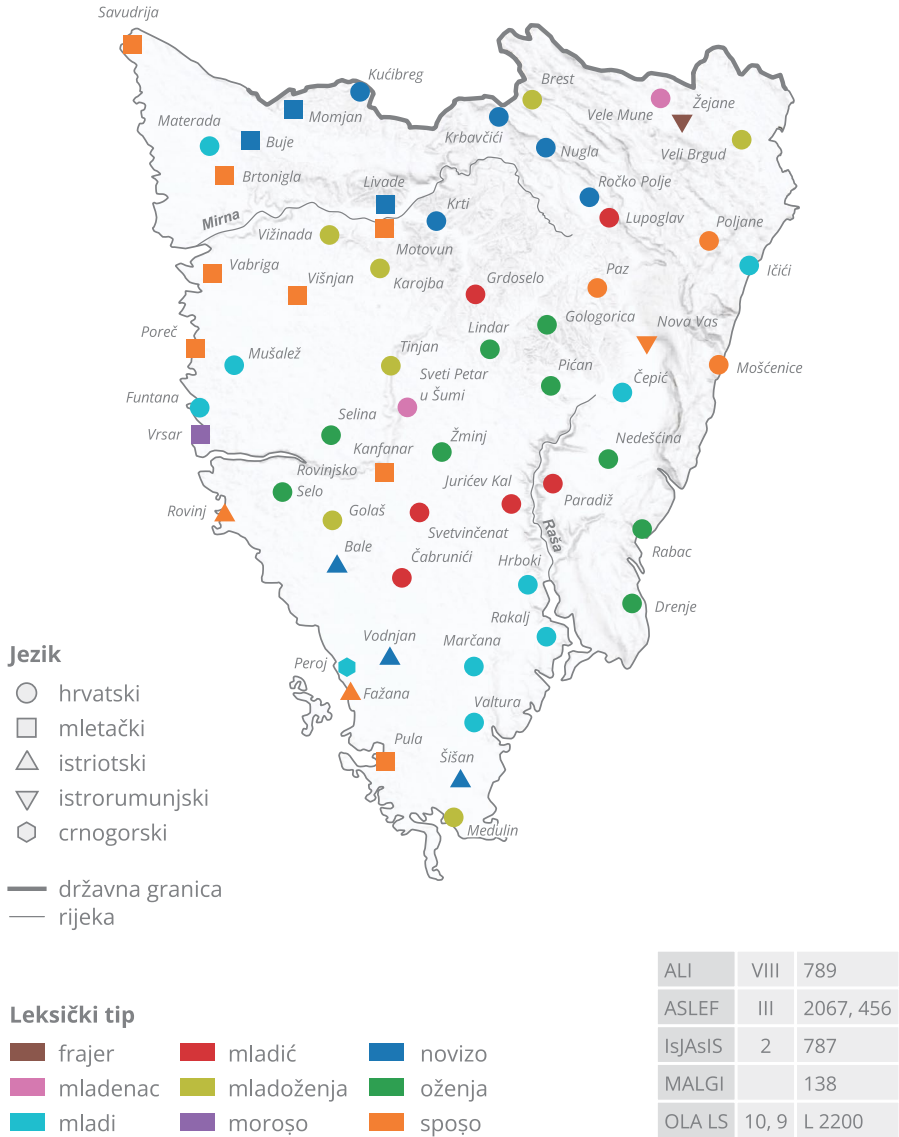 Savudrija
Kućibreg
Brest
Momjan
Vele Mune
Žejane
Materada
Buje
Krbavčići
Nugla
Veli Brgud
Brtonigla
Livade
Ročko Polje
Krti
Lupoglav
Mirna
Poljane
Vižinada
Motovun
Vabriga
Karojba
Grdoselo
Paz
Ičići
Višnjan
Lindar
Gologorica
Nova Vas
Poreč
Mušalež
Tinjan
Pićan
Mošćenice
Sveti Petar
u Šumi
Čepić
Funtana
Selina
Vrsar
Kanfanar
Žminj
Nedešćina
Rovinjsko
Selo
Jurićev Kal
Paradiž
Rovinj
Golaš
Svetvinčenat
Raša
Bale
Čabrunići
Hrboki
Rabac
Rakalj
Drenje
Vodnjan
Marčana
Peroj
Fažana
Valtura
Pula
Šišan
Medulin
Jezik
hrvatski
mletački
istriotski
istrorumunjski
crnogorski
državna granica
rijeka
Leksički tip
frajer mladić novizo
mladenac mladoženja oženja
mladi moroşo spoşo
ALI VIII 789
ASLEF III 2067, 456
IsJAsIS 2 787
MALGI 138
OLA LS 10, 9 L 2200